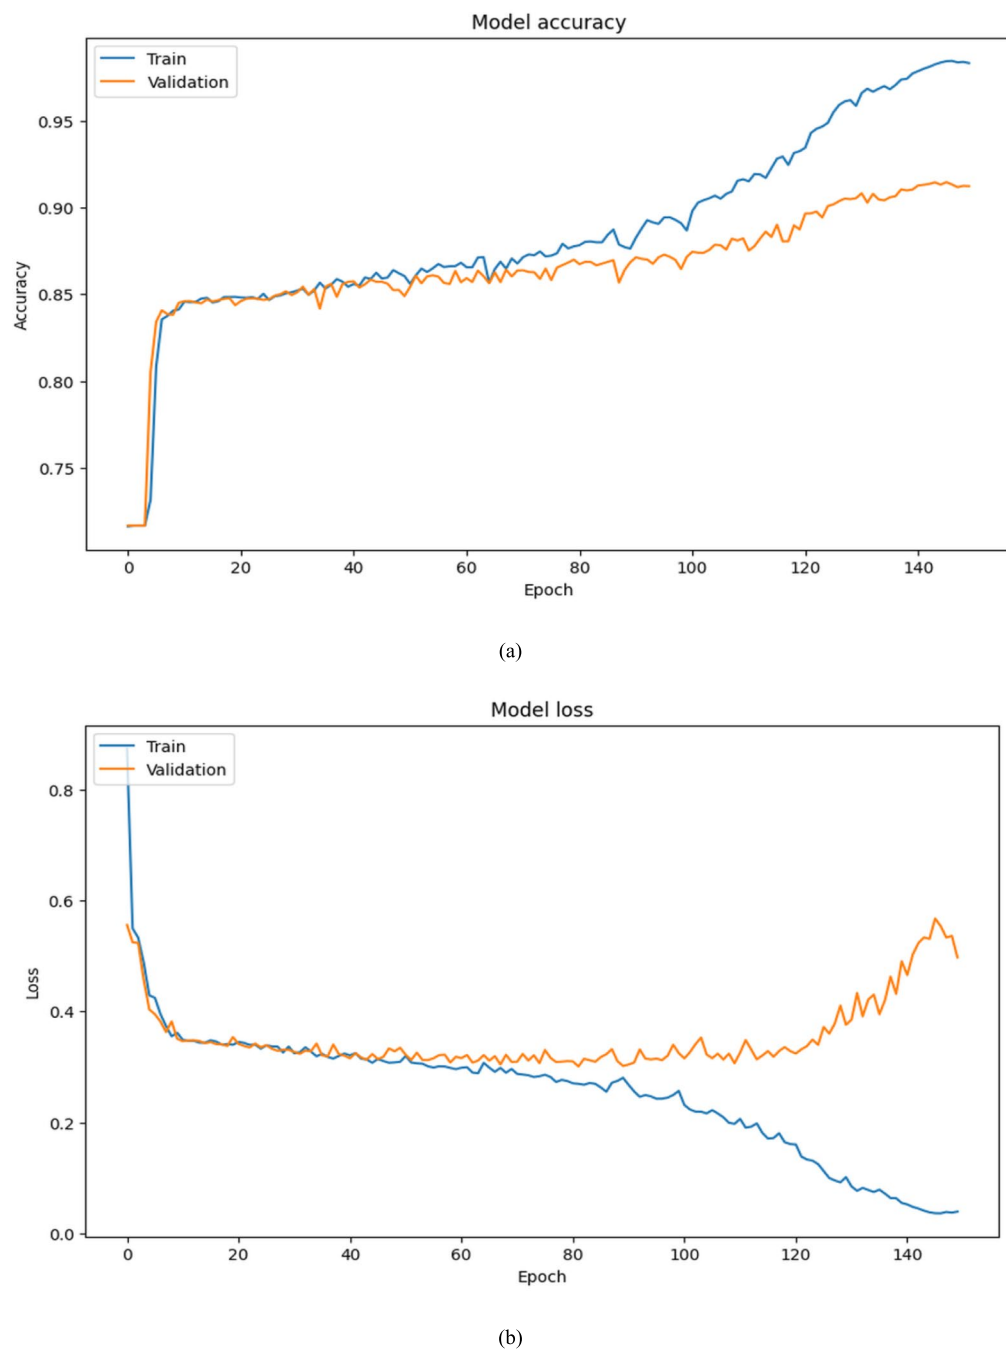 Model accuracy
Train
Validation
0.95
0.90
0.85
0.80
0.75
Accuracy
0 20 40 60 80 100 120 140
Epoch
(a)
Model loss
Train
Validation
0.8
0.6
0.4
0.2
0.0
Loss
0 20 40 60 80 100 120 140
Epoch
(b)